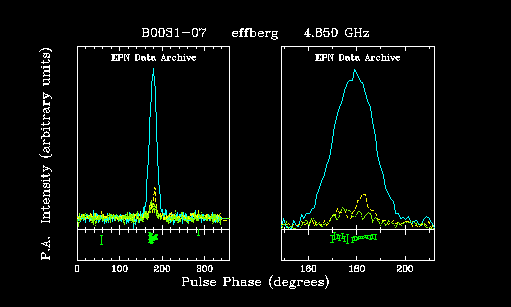 B0031-07 effberg 4.850 GHz
EPN Data Archive EPN Data Archive
P.A. Intensity (arbitrary units)
0 100 200 300 160 180 200
Pulse Phase (degrees)